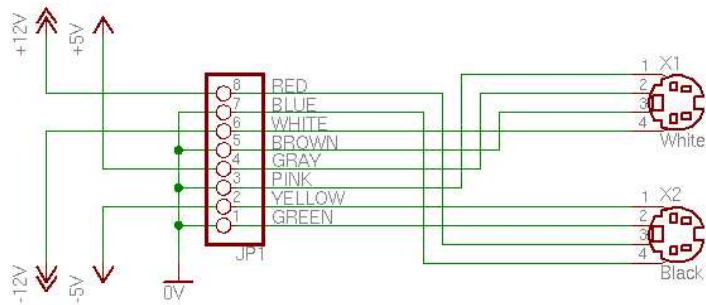 +12V
+5V
8 RED
7 BLUE
6 WHITE
5 BROWN
4 GRAY
3 PINK
2 YELLOW
1 GREEN
JP1
-12V
-5V
0V
X1
1
2
3
4
White
X2
1
2
3
4
Black